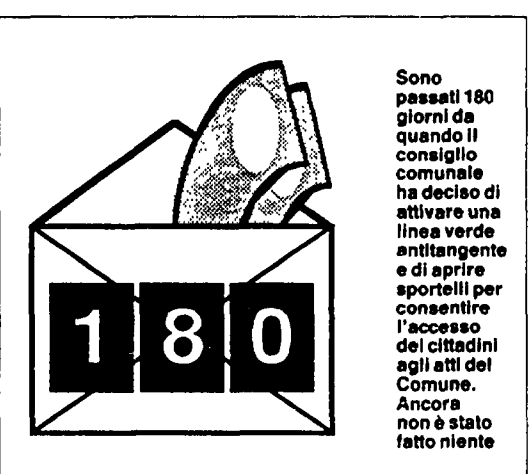 180
Sono
passati 180
giorni da
quando il
consiglio
comunale
ha deciso di
attivare una
linea verde
antitangente
e di aprire
sportelli per
consentire
l'accesso
dei cittadini
agli atti del
Comune.
Ancora
non è stato
fatto niente